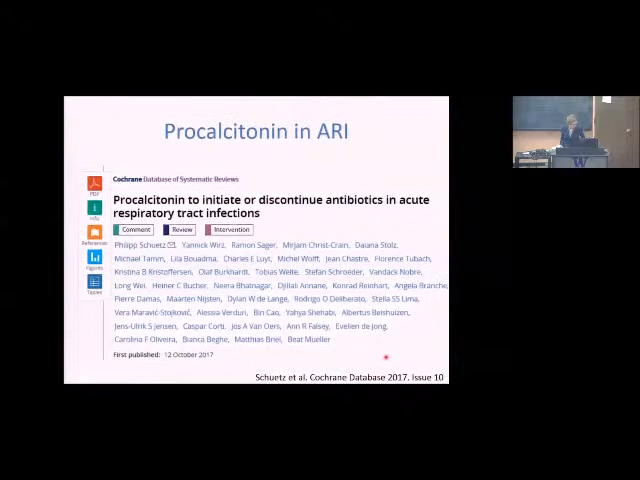 Procalcitonin in ARI
Cochrane Database of Systematic Reviews
Procalcitonin to initiate or discontinue antibiotics in acute
respiratory tract infections
Comment Review Intervention
Philipp Schuetz, Yannick Wirz, Ramon Sager, Mirjam Christ-Crain, Daiana Stolz,
Michael Tamm, Lila Bouadma, Charles E Luyt, Michel Wolff, Jean Chastre, Florence Tubach,
Kristina B Kristoffersen, Olaf Burkhardt, Tobias Welte, Stefan Schroeder, Vandack Nobre,
Long Wei, Heiner C Bucher, Neera Bhatnagar, Djillali Annane, Konrad Reinhart, Angela Branche,
Pierre Damas, Maarten Nijsten, Dylan W de Lange, Rodrigo O Deliberato, Stella SS Lima,
Vera Maravić-Stojković, Alessia Verduri, Bin Cao, Yahya Shehabi, Albertus Beishuizen,
Jens-Ulrik S Jensen, Caspar Corti, Jos A Van Oers, Ann R Falsey, Evelien de Jong,
Carolina F Oliveira, Bianca Beghe, Matthias Briel, Beat Mueller
First published: 12 October 2017
PDF
Info
References
Figures
Tables
Schuetz et al. Cochrane Database 2017. Issue 10
W